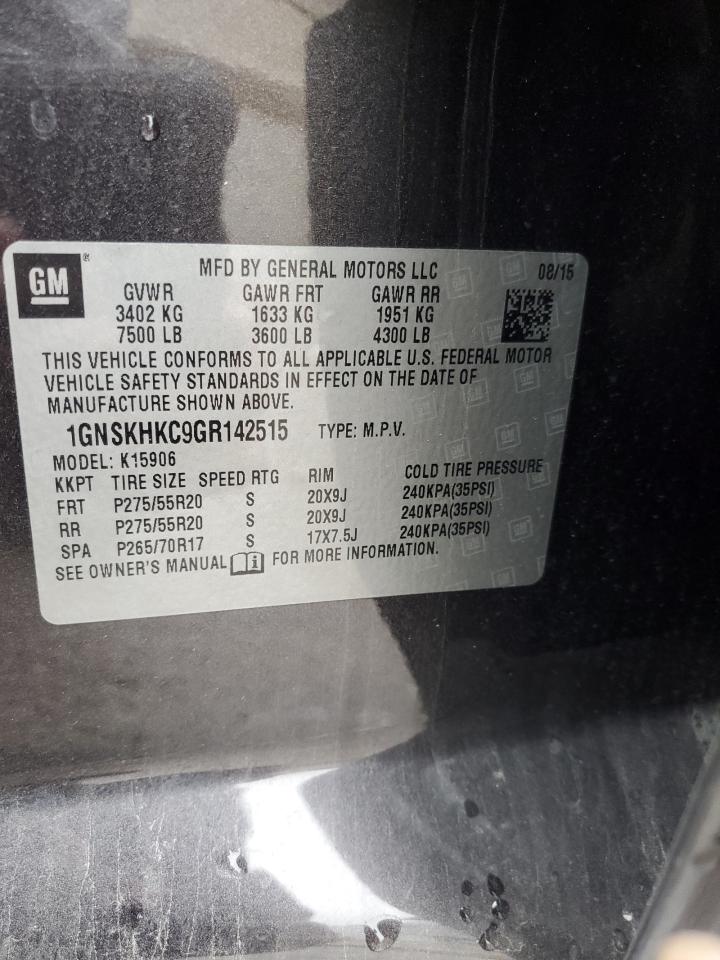 GM ®
MFD BY GENERAL MOTORS LLC 08/15
GVWR GAWR FRT GAWR RR
3402 KG 1633 KG 1951 KG
7500 LB 3600 LB 4300 LB
THIS VEHICLE CONFORMS TO ALL APPLICABLE U.S. FEDERAL MOTOR
VEHICLE SAFETY STANDARDS IN EFFECT ON THE DATE OF
MANUFACTURE SHOWN ABOVE.
1GNSKHKC9GR142515 TYPE: M.P.V.
MODEL: K15906
KKPT TIRE SIZE SPEED RTG RIM COLD TIRE PRESSURE
FRT P275/55R20 S 20X9J 240KPA(35PSI)
RR P275/55R20 S 20X9J 240KPA(35PSI)
SPA P265/70R17 S 17X7.5J 240KPA(35PSI)
SEE OWNER'S MANUAL i FOR MORE INFORMATION.